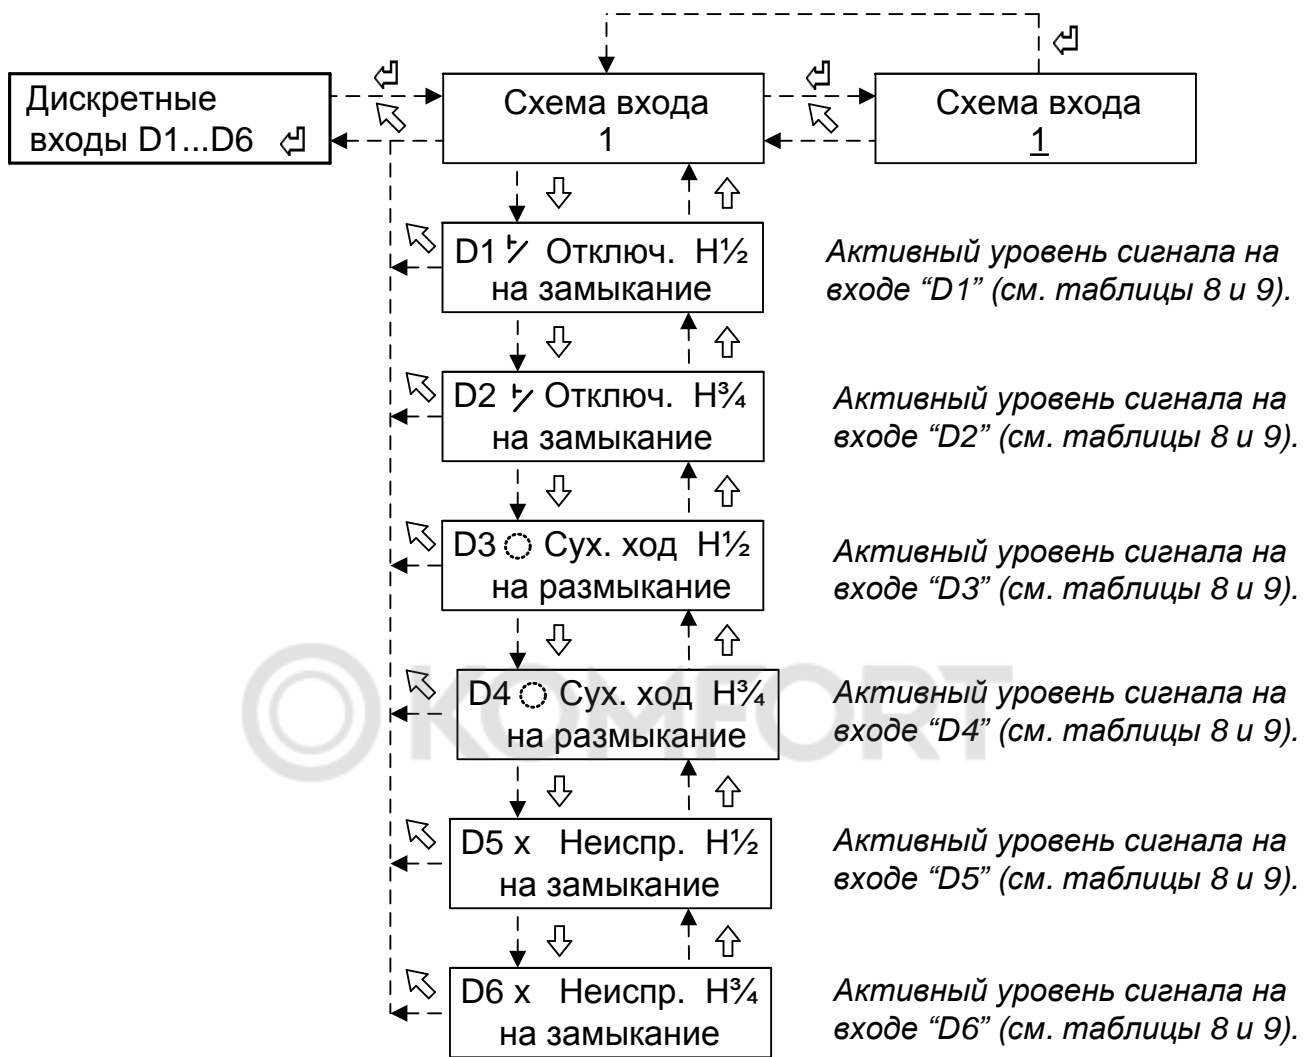 Дискретные
входы D1...D6
Схема входа
1
Схема входа
1
D1 Отключ. Н½
на замыкание
Активный уровень сигнала на
входе “D1” (см. таблицы 8 и 9).
D2 Отключ. Н¾
на замыкание
Активный уровень сигнала на
входе “D2” (см. таблицы 8 и 9).
D3 Сух. ход Н½
на размыкание
Активный уровень сигнала на
входе “D3” (см. таблицы 8 и 9).
D4 Сух. ход Н¾
на размыкание
Активный уровень сигнала на
входе “D4” (см. таблицы 8 и 9).
KOMFORT
D5 x Неиспр. Н½
на замыкание
Активный уровень сигнала на
входе “D5” (см. таблицы 8 и 9).
D6 x Неиспр. Н¾
на замыкание
Активный уровень сигнала на
входе “D6” (см. таблицы 8 и 9).